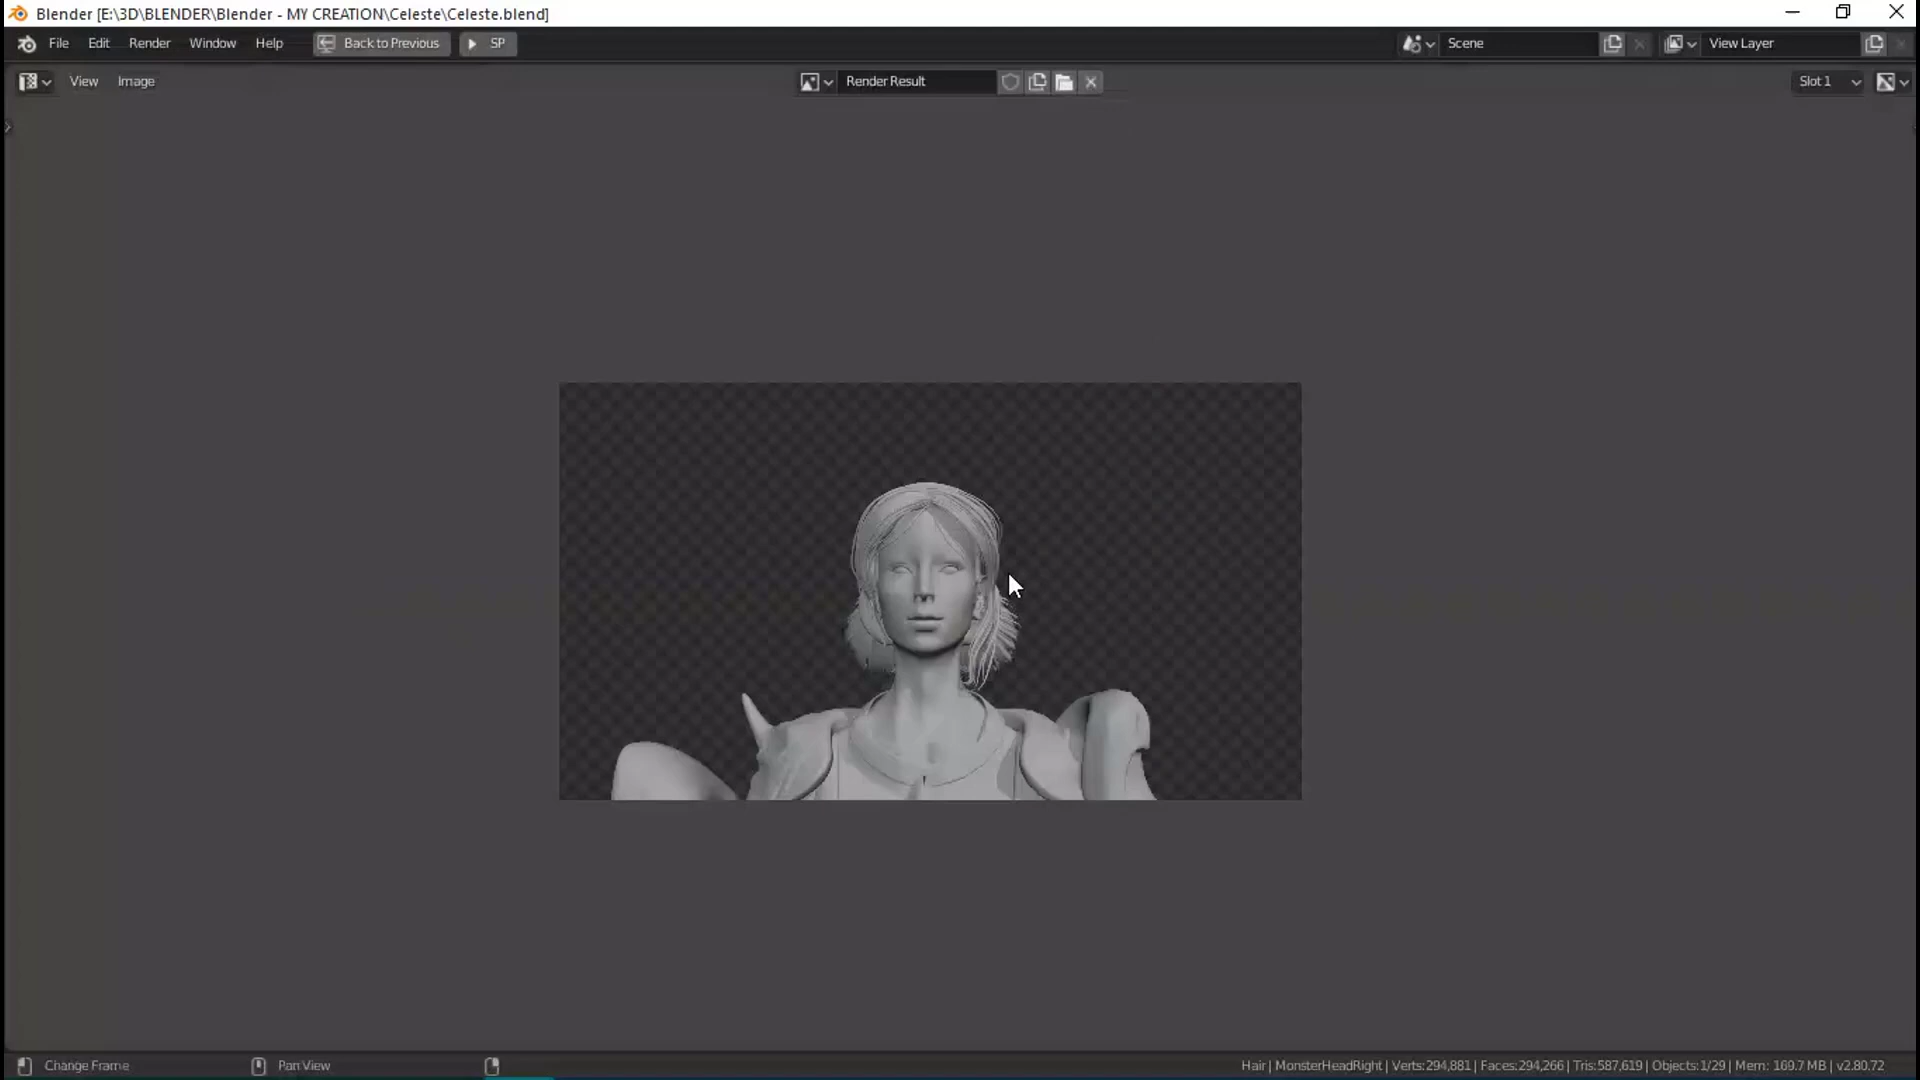 Blender [E:\3D\BLENDER\Blender - MY CREATION\Celeste\Celeste.blend]
File Edit Render Window Help Back to Previous SP Scene View Layer
View Image Render Result Slot 1
Change Frame Pan View Hair | MonsterHeadRight | Verts:294,881 | Faces:294,266 | Tris:587,619 | Objects:1/29 | Mem: 169.7 MB | v2.80.72